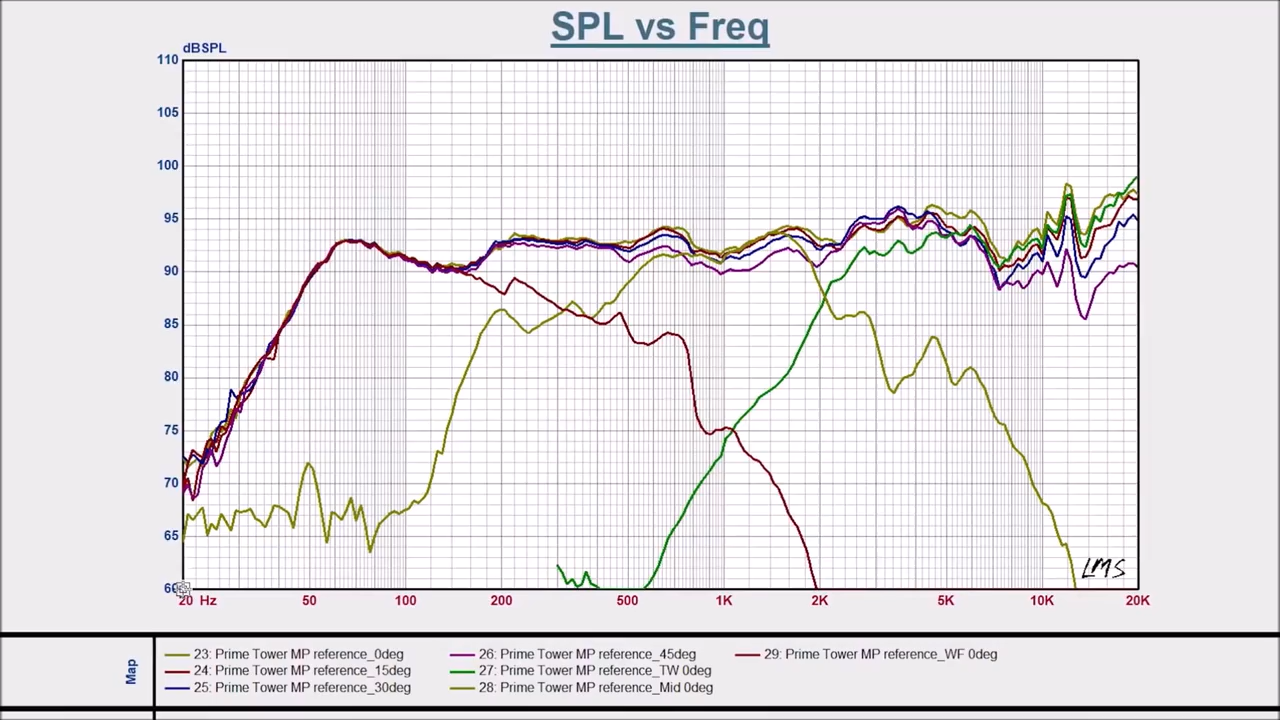 SPL vs Freq
dBSPL
110
105
100
95
90
85
80
75
70
65
60
20 Hz 50 100 200 500 1K 2K 5K 10K 20K
LMS
Map
23: Prime Tower MP reference_0deg
24: Prime Tower MP reference_15deg
25: Prime Tower MP reference_30deg
26: Prime Tower MP reference_45deg
27: Prime Tower MP reference_TW 0deg
28: Prime Tower MP reference_Mid 0deg
29: Prime Tower MP reference_WF 0deg